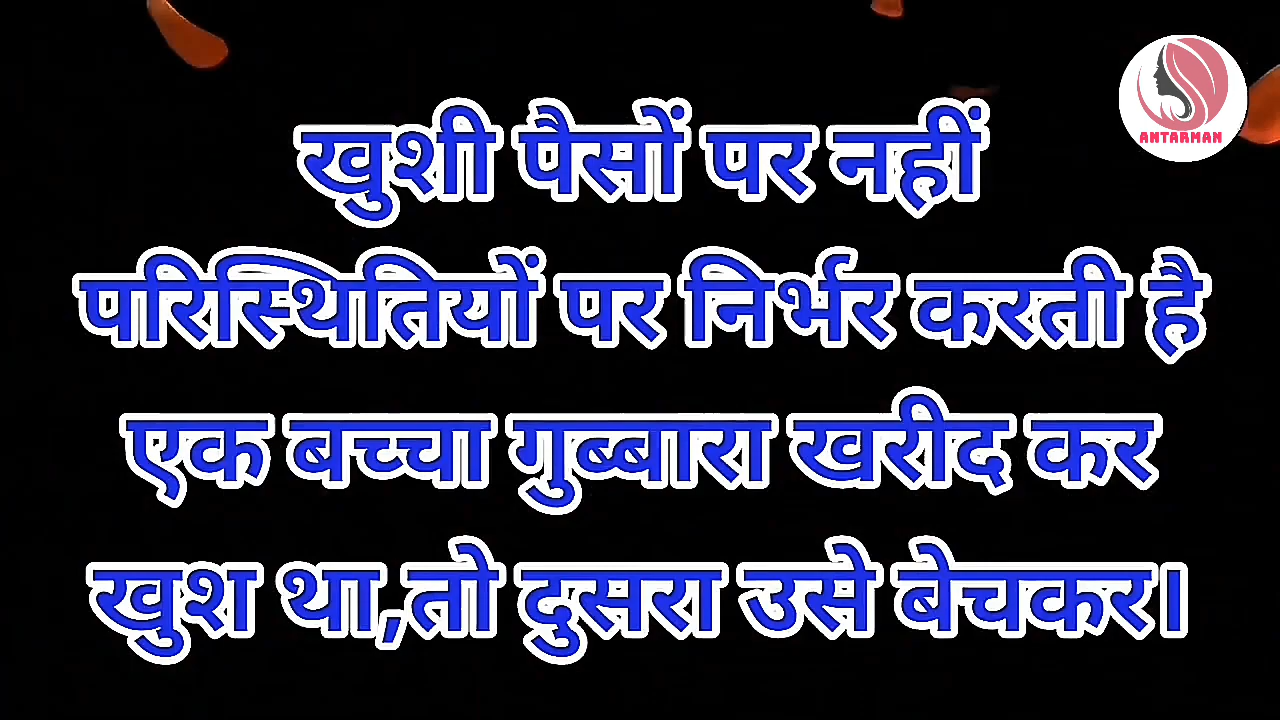 ANTARMAN
खुशी पैसों पर नहीं
परिस्थितियों पर निर्भर करती है
एक बच्चा गुब्बारा खरीद कर
खुश था,तो दुसरा उसे बेचकर।